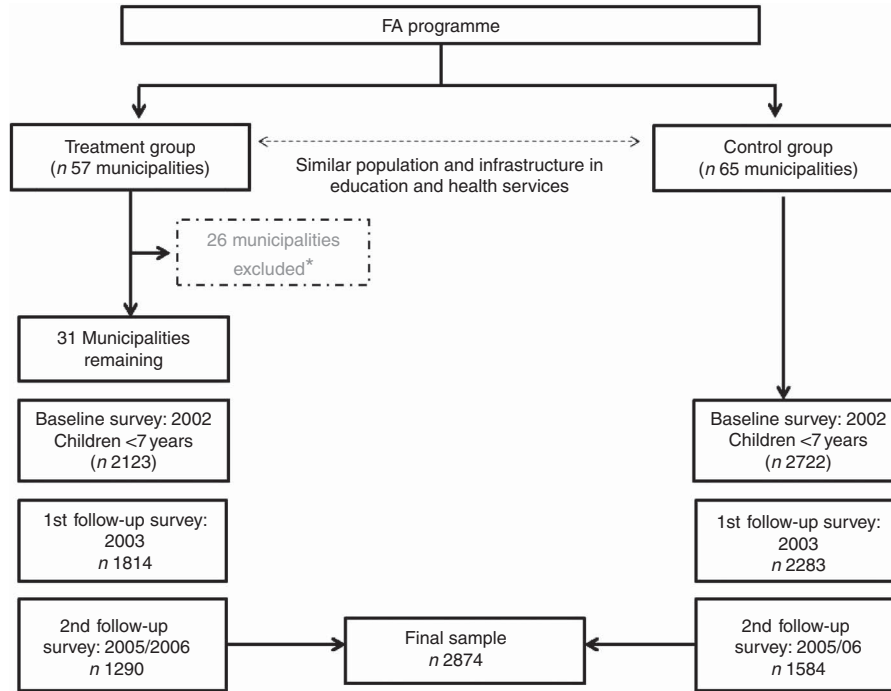 FA programme
Treatment group
(n 57 municipalities)
Similar population and infrastructure in
education and health services
Control group
(n 65 municipalities)
26 municipalities
excluded*
31 Municipalities
remaining
Baseline survey: 2002
Children <7 years
(n 2123)
Baseline survey: 2002
Children <7 years
(n 2722)
1st follow-up survey:
2003
n 1814
1st follow-up survey:
2003
n 2283
2nd follow-up
survey: 2005/2006
n 1290
Final sample
n 2874
2nd follow-up
survey: 2005/06
n 1584